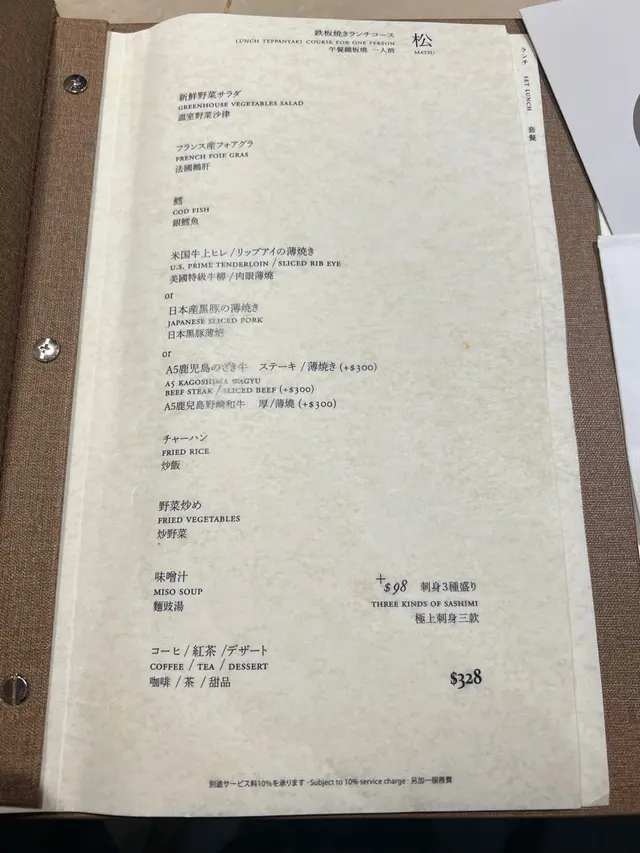 鉄板焼きランチコース
LUNCH TEPPANYAKI COURSE FOR ONE PERSON
午餐鐵板燒 一人前
松
MATSU
ランチ SET LUNCH 套餐
新鮮野菜サラダ
GREENHOUSE VEGETABLES SALAD
溫室野菜沙律
フランス産フォアグラ
FRENCH FOIE GRAS
法國鵝肝
鱈
COD FISH
銀鱈魚
米国牛上ヒレ/リップアイの薄焼き
U.S. PRIME TENDERLOIN /SLICED RIB EYE
美國特級牛柳 /肉眼薄燒
or
日本産黒豚の薄焼き
JAPANESE SLICED PORK
日本黒豚薄燒
or
A5鹿児島のざき牛 ステーキ / 薄焼き (+$300)
A5 KAGOSHIMA WAGYU
BEEF STEAK / SLICED BEEF (+$300)
A5鹿兒島野崎和牛 厚/薄燒 (+$300)
チャーハン
FRIED RICE
炒飯
野菜炒め
FRIED VEGETABLES
炒野菜
味噌汁
MISO SOUP
麵豉湯
+$98 刺身3種盛り
THREE KINDS OF SASHIMI
極上刺身三款
コーヒ / 紅茶 /デザート
COFFEE / TEA / DESSERT
咖啡 / 茶 / 甜品
$328
別途サービス料10%を承ります · Subject to 10% service charge · 另加一服務費